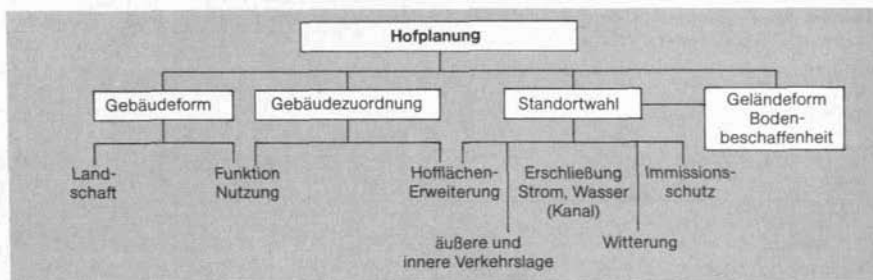 Hofplanung
Gebäudeform
Gebäudezuordnung
Standortwahl
Geländeform
Boden-
beschaffenheit
Land-
schaft
Funktion
Nutzung
Hofflächen-
Erweiterung
Erschließung
Strom, Wasser
(Kanal)
Immissions-
schutz
äußere und
innere Verkehrslage
Witterung